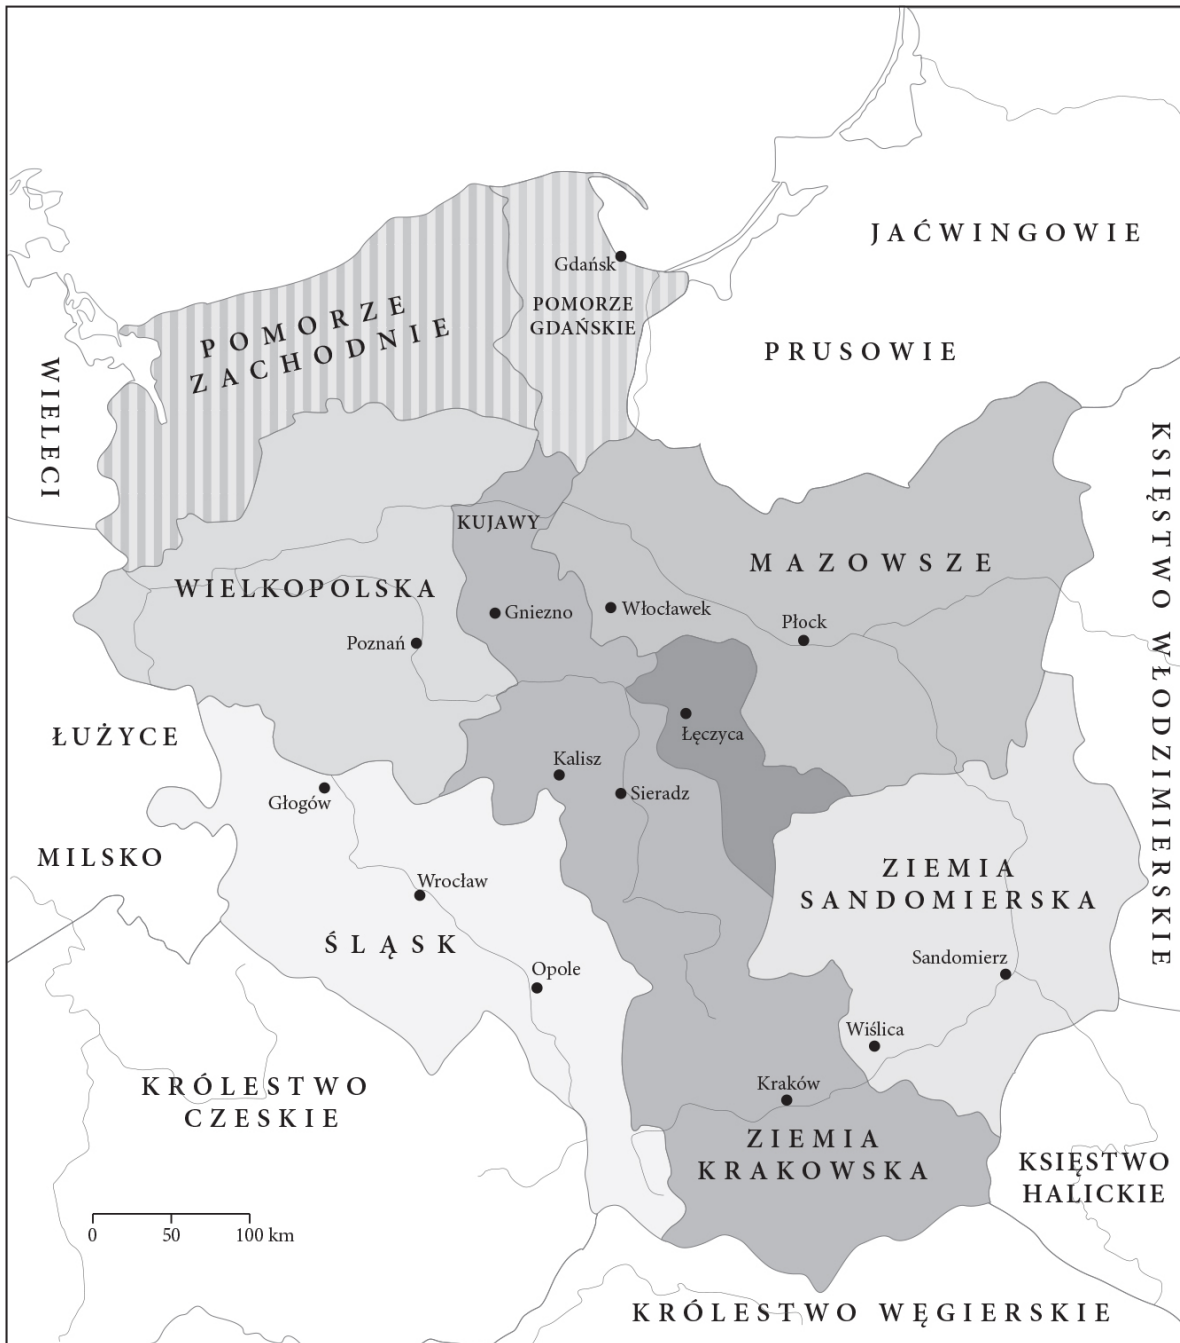 JAĆWINGOWIE
Gdańsk
POMORZE
GDAŃSKIE
POMORZE
ZACHODNIE
PRUSOWIE
WIELECI
KSIĘSTWO WŁODZIMIERSKIE
KUJAWY
MAZOWSZE
WIELKOPOLSKA
Gniezno
Włocławek
Płock
Poznań
ŁUŻYCE
Łęczyca
Kalisz
Sieradz
Głogów
MILSKO
ZIEMIA
SANDOMIERSKA
Wrocław
ŚLĄSK
Opole
Sandomierz
Wiślica
KRÓLESTWO
CZESKIE
Kraków
ZIEMIA
KRAKOWSKA
KSIĘSTWO
HALICKIE
0 50 100 km
KRÓLESTWO WĘGIERSKIE